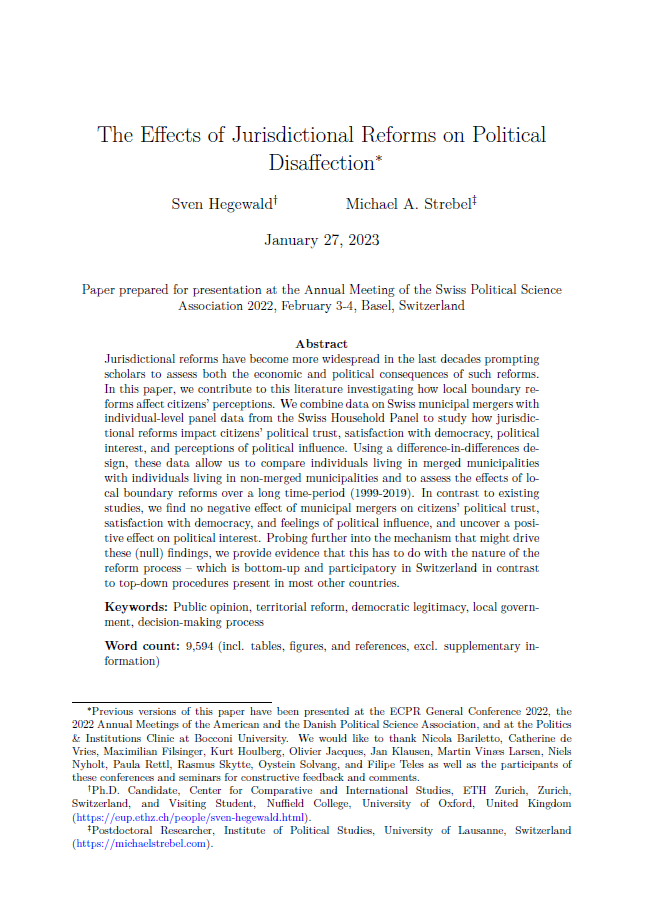 The Effects of Jurisdictional Reforms on Political
Disaffection*
Sven Hegewald† Michael A. Strebel‡
January 27, 2023
Paper prepared for presentation at the Annual Meeting of the Swiss Political Science
Association 2022, February 3-4, Basel, Switzerland
Abstract
Jurisdictional reforms have become more widespread in the last decades prompting
scholars to assess both the economic and political consequences of such reforms.
In this paper, we contribute to this literature investigating how local boundary re-
forms affect citizens' perceptions. We combine data on Swiss municipal mergers with
individual-level panel data from the Swiss Household Panel to study how jurisdic-
tional reforms impact citizens' political trust, satisfaction with democracy, political
interest, and perceptions of political influence. Using a difference-in-differences de-
sign, these data allow us to compare individuals living in merged municipalities
with individuals living in non-merged municipalities and to assess the effects of lo-
cal boundary reforms over a long time-period (1999-2019). In contrast to existing
studies, we find no negative effect of municipal mergers on citizens' political trust,
satisfaction with democracy, and feelings of political influence, and uncover a posi-
tive effect on political interest. Probing further into the mechanism that might drive
these (null) findings, we provide evidence that this has to do with the nature of the
reform process – which is bottom-up and participatory in Switzerland in contrast
to top-down procedures present in most other countries.
Keywords: Public opinion, territorial reform, democratic legitimacy, local govern-
ment, decision-making process
Word count: 9,594 (incl. tables, figures, and references, excl. supplementary in-
formation)
*Previous versions of this paper have been presented at the ECPR General Conference 2022, the
2022 Annual Meetings of the American and the Danish Political Science Association, and at the Politics
& Institutions Clinic at Bocconi University. We would like to thank Nicola Bariletto, Catherine de
Vries, Maximilian Filsinger, Kurt Houlberg, Olivier Jacques, Jan Klausen, Martin Vinæs Larsen, Niels
Nyholt, Paula Rettl, Rasmus Skytte, Oystein Solvang, and Filipe Teles as well as the participants of
these conferences and seminars for constructive feedback and comments.
†Ph.D. Candidate, Center for Comparative and International Studies, ETH Zurich, Zurich,
Switzerland, and Visiting Student, Nuffield College, University of Oxford, United Kingdom
(https://eup.ethz.ch/people/sven-hegewald.html).
‡Postdoctoral Researcher, Institute of Political Studies, University of Lausanne, Switzerland
(https://michaelstrebel.com).